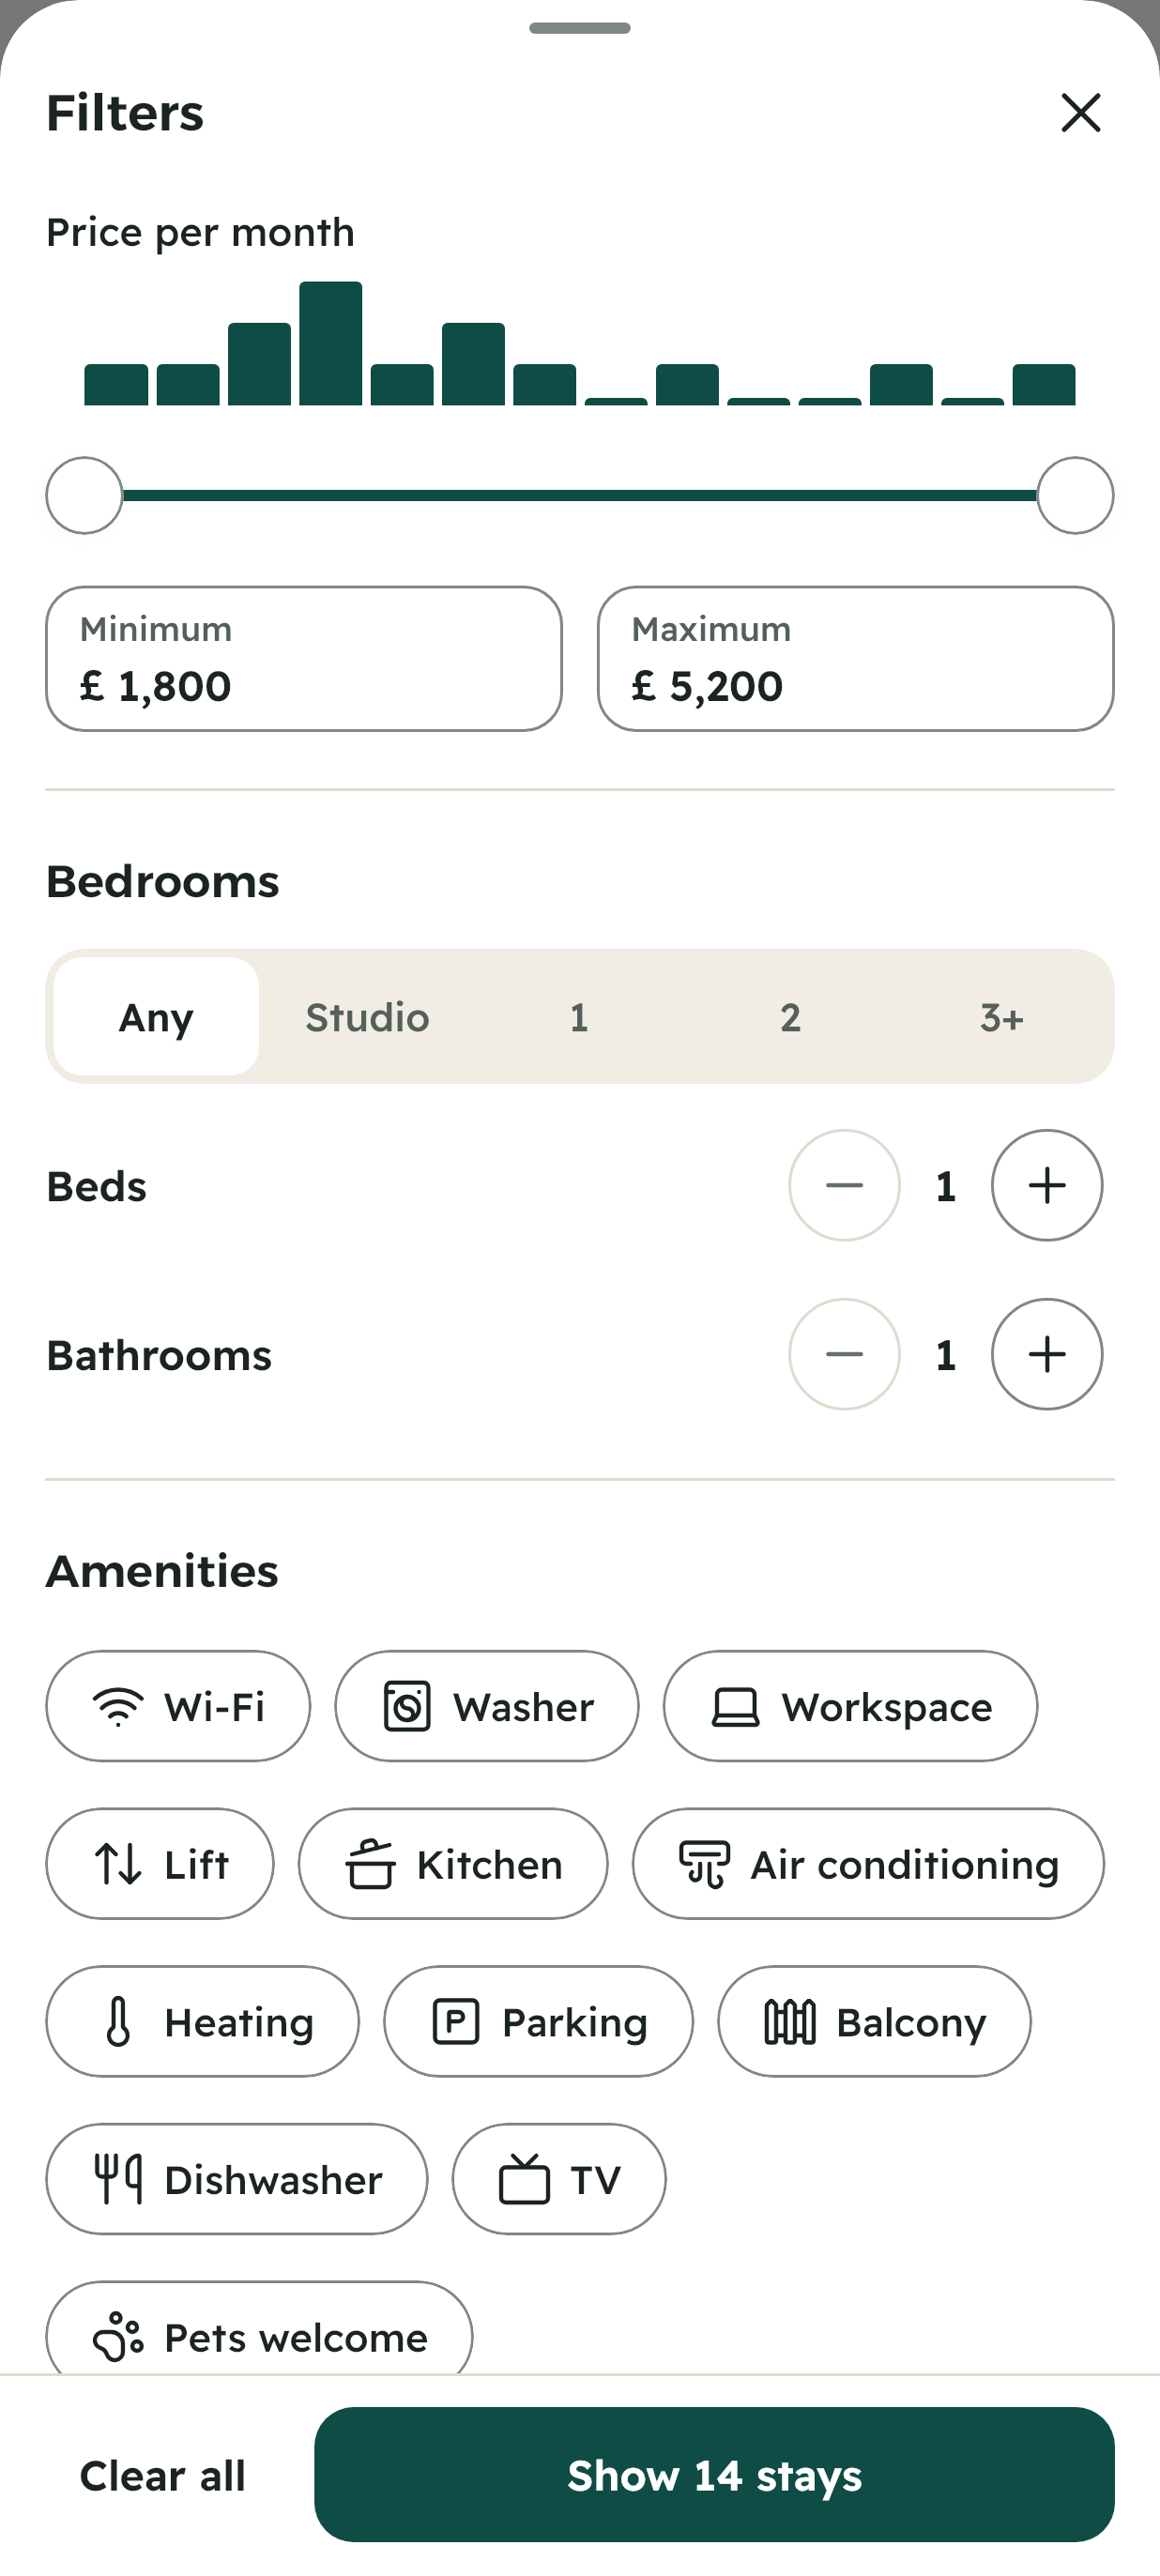 Filters
Price per month
Minimum
£ 1,800
Maximum
£ 5,200
Bedrooms
Any
Studio
1
2
3+
Beds
1
Bathrooms
1
Amenities
Wi-Fi
Washer
Workspace
Lift
Kitchen
Air conditioning
Heating
P
Parking
Balcony
Dishwasher
TV
Pets welcome
Clear all
Show 14 stays